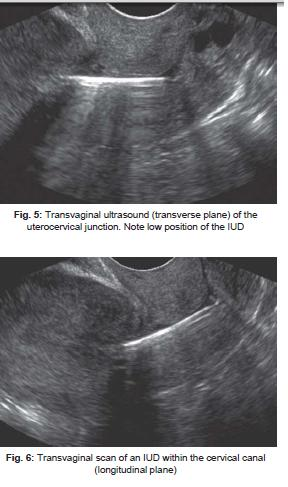 Fig. 5: Transvaginal ultrasound (transverse plane) of the
uterocervical junction. Note low position of the IUD
Fig. 6: Transvaginal scan of an IUD within the cervical canal
(longitudinal plane)